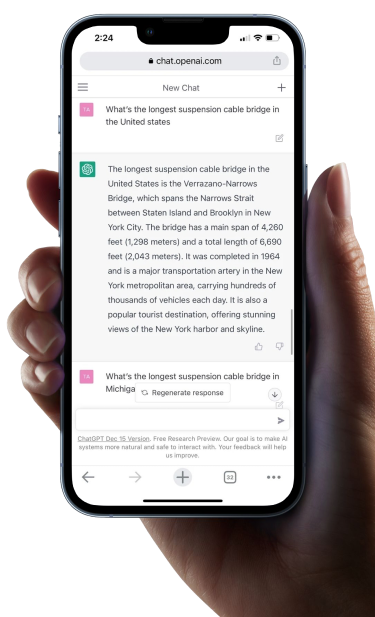 2:24
chat.openai.com
New Chat
What's the longest suspension cable bridge in
the United states
The longest suspension cable bridge in the
United States is the Verrazano-Narrows
Bridge, which spans the Narrows Strait
between Staten Island and Brooklyn in New
York City. The bridge has a main span of 4,260
feet (1,298 meters) and a total length of 6,690
feet (2,043 meters). It was completed in 1964
and is a major transportation artery in the New
York metropolitan area, carrying hundreds of
thousands of vehicles each day. It is also a
popular tourist destination, offering stunning
views of the New York harbor and skyline.
What's the longest suspension cable bridge in
Michiga
Regenerate response
ChatGPT Dec 15 Version. Free Research Preview. Our goal is to make AI
systems more natural and safe to interact with. Your feedback will help
us improve.
32